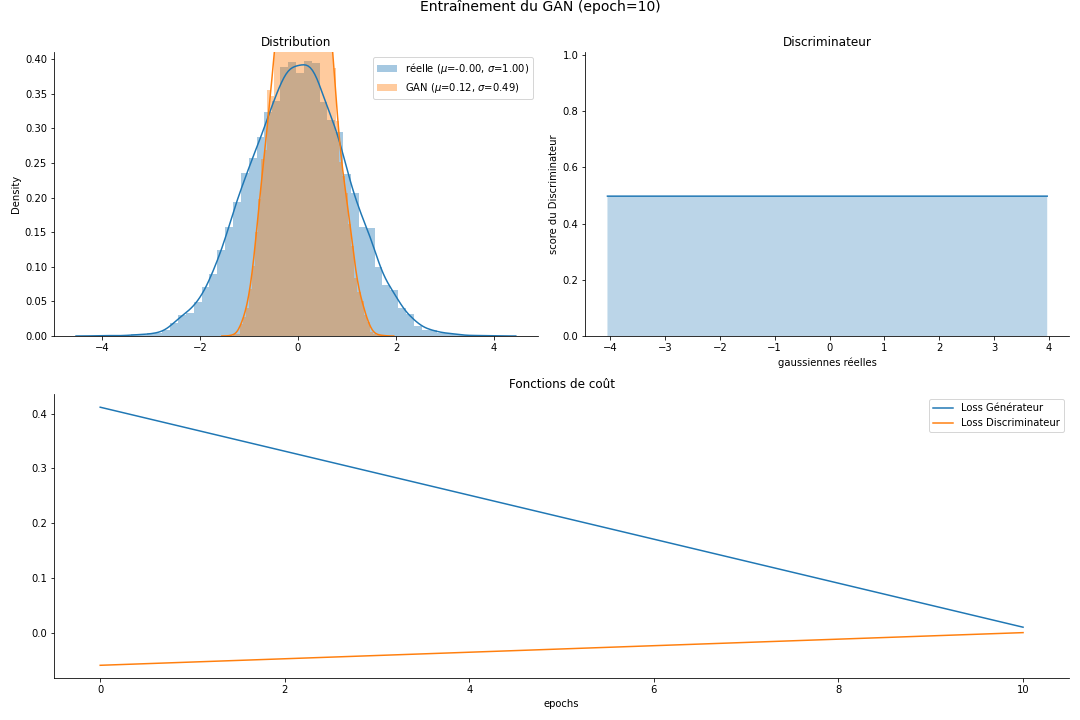 Entraînement du GAN (epoch=10)
Distribution
réelle (μ=-0.00, σ=1.00)
GAN (μ=0.12, σ=0.49)
Density
0.40
0.35
0.30
0.25
0.20
0.15
0.10
0.05
0.00
−4 −2 0 2 4
Discriminateur
score du Discriminateur
1.0
0.8
0.6
0.4
0.2
0.0
−4 −3 −2 −1 0 1 2 3 4
gaussiennes réelles
Fonctions de coût
Loss Générateur
Loss Discriminateur
0.4
0.3
0.2
0.1
0.0
0 2 4 6 8 10
epochs